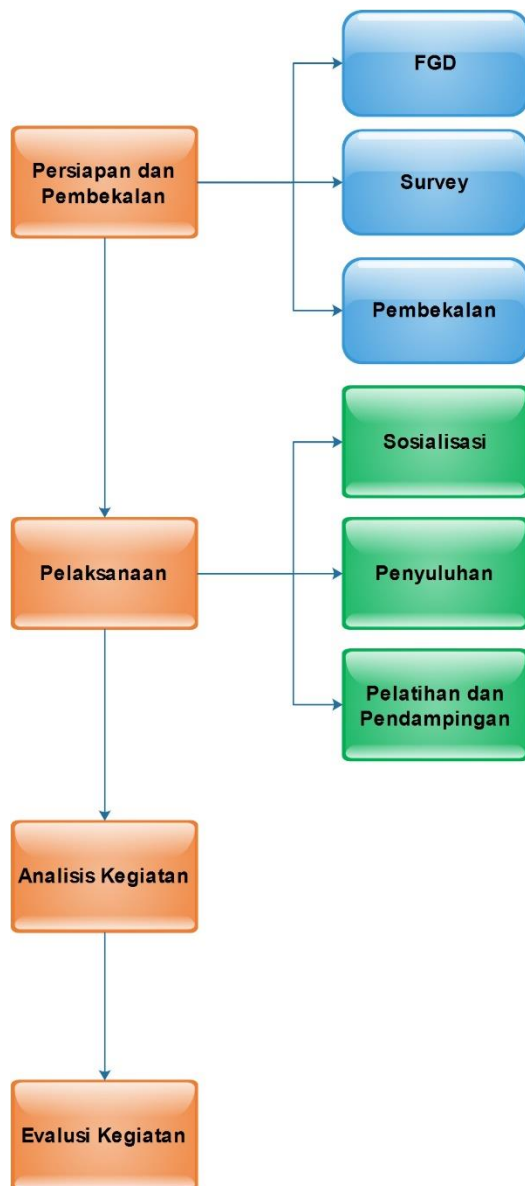 FGD
Persiapan dan
Pembekalan
Survey
Pembekalan
Sosialisasi
Pelaksanaan
Penyuluhan
Pelatihan dan
Pendampingan
Analisis Kegiatan
Evalusi Kegiatan